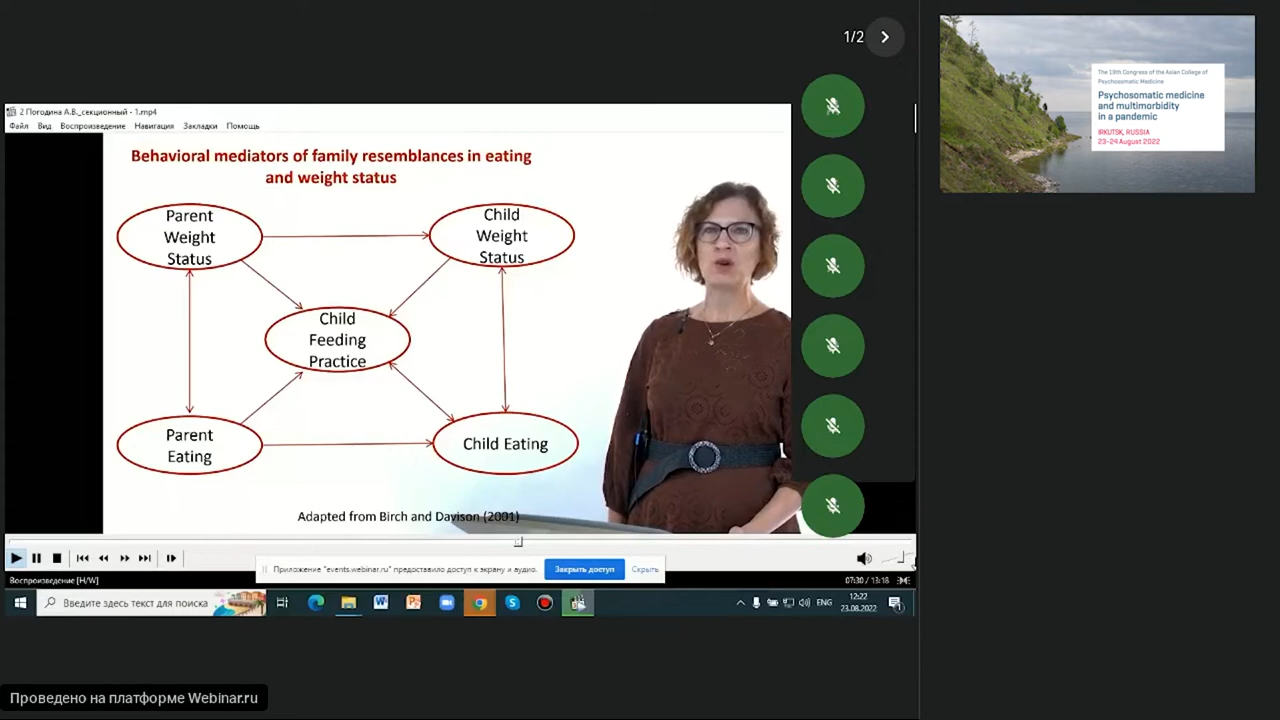 1/2
2 Погодина А.В._секционный - 1.mp4
Файл Вид Воспроизведение Навигация Закладки Помощь
Behavioral mediators of family resemblances in eating
and weight status
Parent
Weight
Status
Child
Weight
Status
Child
Feeding
Practice
Parent
Eating
Child Eating
Adapted from Birch and Davison (2001)
Приложение "events.webinar.ru" предоставило доступ к экрану и аудио.
Закрыть доступ
Скрыть
Воспроизведение [H/W]
07:30 / 13:18
Введите здесь текст для поиска
ENG
12:22
23.08.2022
The 19th Congress of the Asian College of
Psychosomatic Medicine
Psychosomatic medicine
and multimorbidity
in a pandemic
IRKUTSK, RUSSIA
23-24 August 2022
Проведено на платформе Webinar.ru